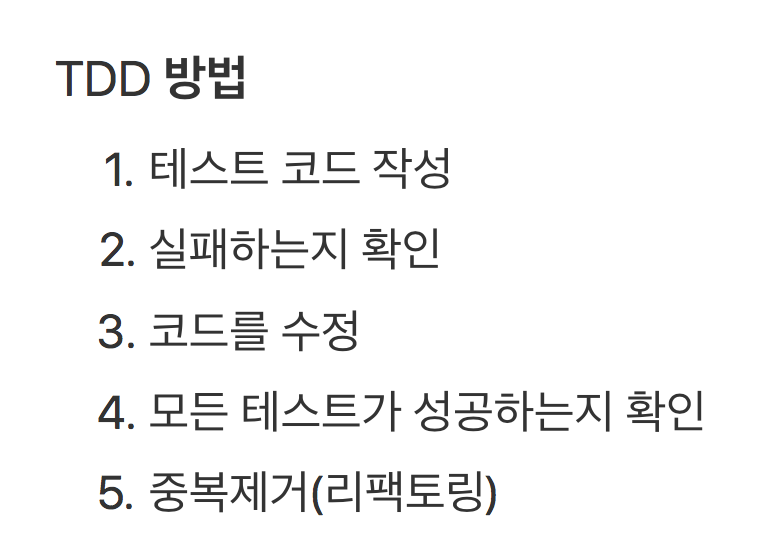 TDD 방법
1. 테스트 코드 작성
2. 실패하는지 확인
3. 코드를 수정
4. 모든 테스트가 성공하는지 확인
5. 중복제거(리팩토링)